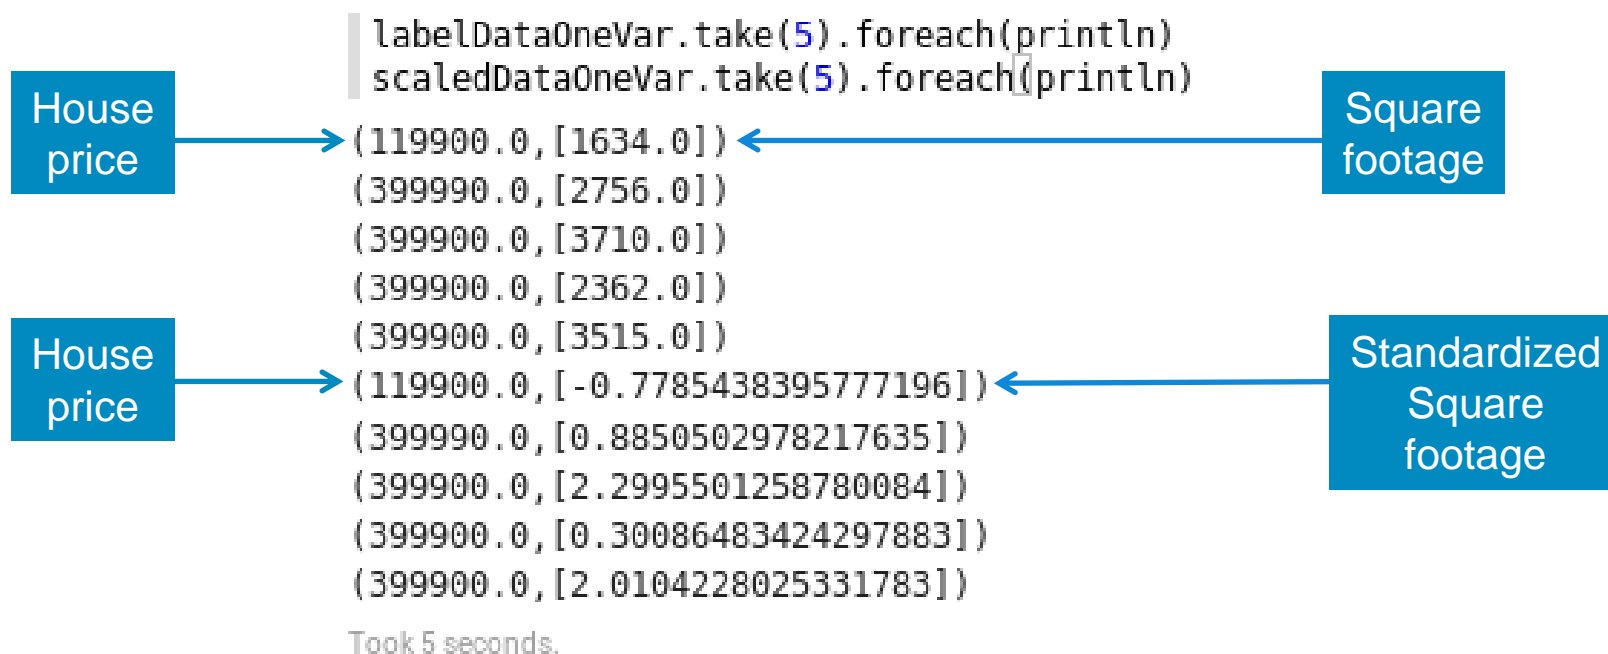 labelDataOneVar.take(5).foreach(println)
scaledDataOneVar.take(5).foreach(println)
House
price
Square
footage
(119900.0,[1634.0])
(399990.0,[2756.0])
(399900.0,[3710.0])
(399900.0,[2362.0])
(399900.0,[3515.0])
House
price
Standardized
Square
footage
(119900.0,[-0.7785438395777196])
(399990.0,[0.8850502978217635])
(399900.0,[2.2995501258780084])
(399900.0,[0.30086483424297883])
(399900.0,[2.0104228025331783])
Took 5 seconds.